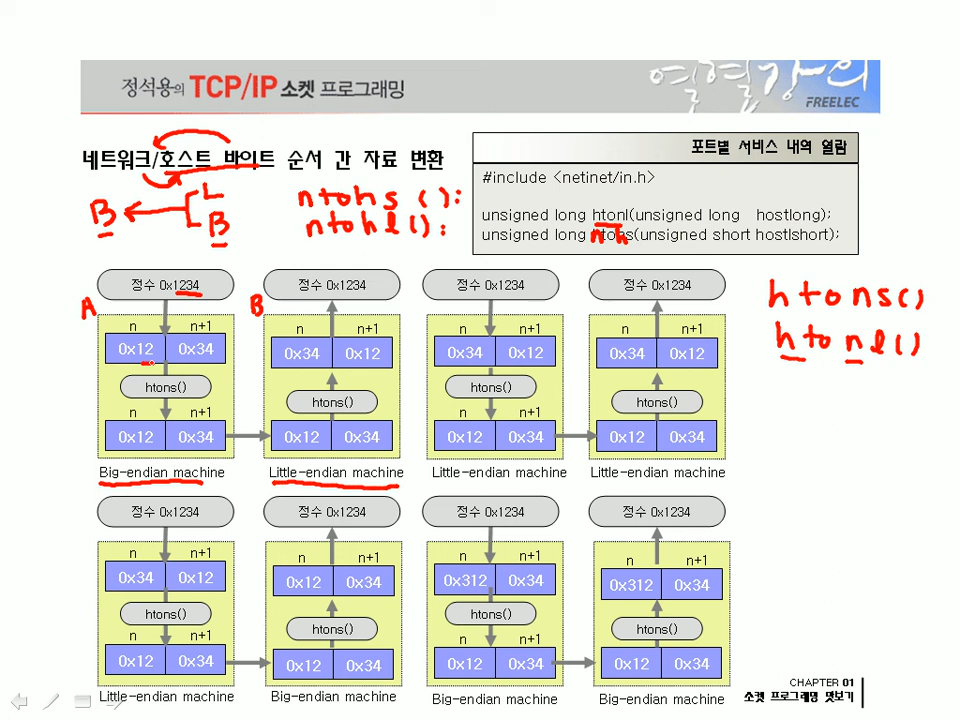 정석용의 TCP/IP 소켓 프로그래밍
열혈강의
FREELEC
네트워크/호스트 바이트 순서 간 자료 변환
B
L
B
ntohs ( ):
ntohl ( ):
포트별 서비스 내역 열람
#include <netinet/in.h>
unsigned long htonl(unsigned long hostlong);
unsigned long htons(unsigned short hostlshort);
n h
htons()
htonl()
A
정수 0x1234
n n+1
0x12 0x34
htons()
n n+1
0x12 0x34
Big-endian machine
B
정수 0x1234
n n+1
0x34 0x12
htons()
0x12 0x34
Little-endian machine
정수 0x1234
n n+1
0x34 0x12
htons()
n n+1
0x12 0x34
Little-endian machine
정수 0x1234
n n+1
0x34 0x12
htons()
0x12 0x34
Little-endian machine
정수 0x1234
n n+1
0x34 0x12
htons()
n n+1
0x12 0x34
Little-endian machine
정수 0x1234
n n+1
0x12 0x34
htons()
0x12 0x34
Big-endian machine
정수 0x1234
n n+1
0x312 0x34
htons()
n n+1
0x12 0x34
Big-endian machine
정수 0x1234
n n+1
0x312 0x34
htons()
0x12 0x34
Big-endian machine
CHAPTER 01
소켓 프로그래밍 맛보기